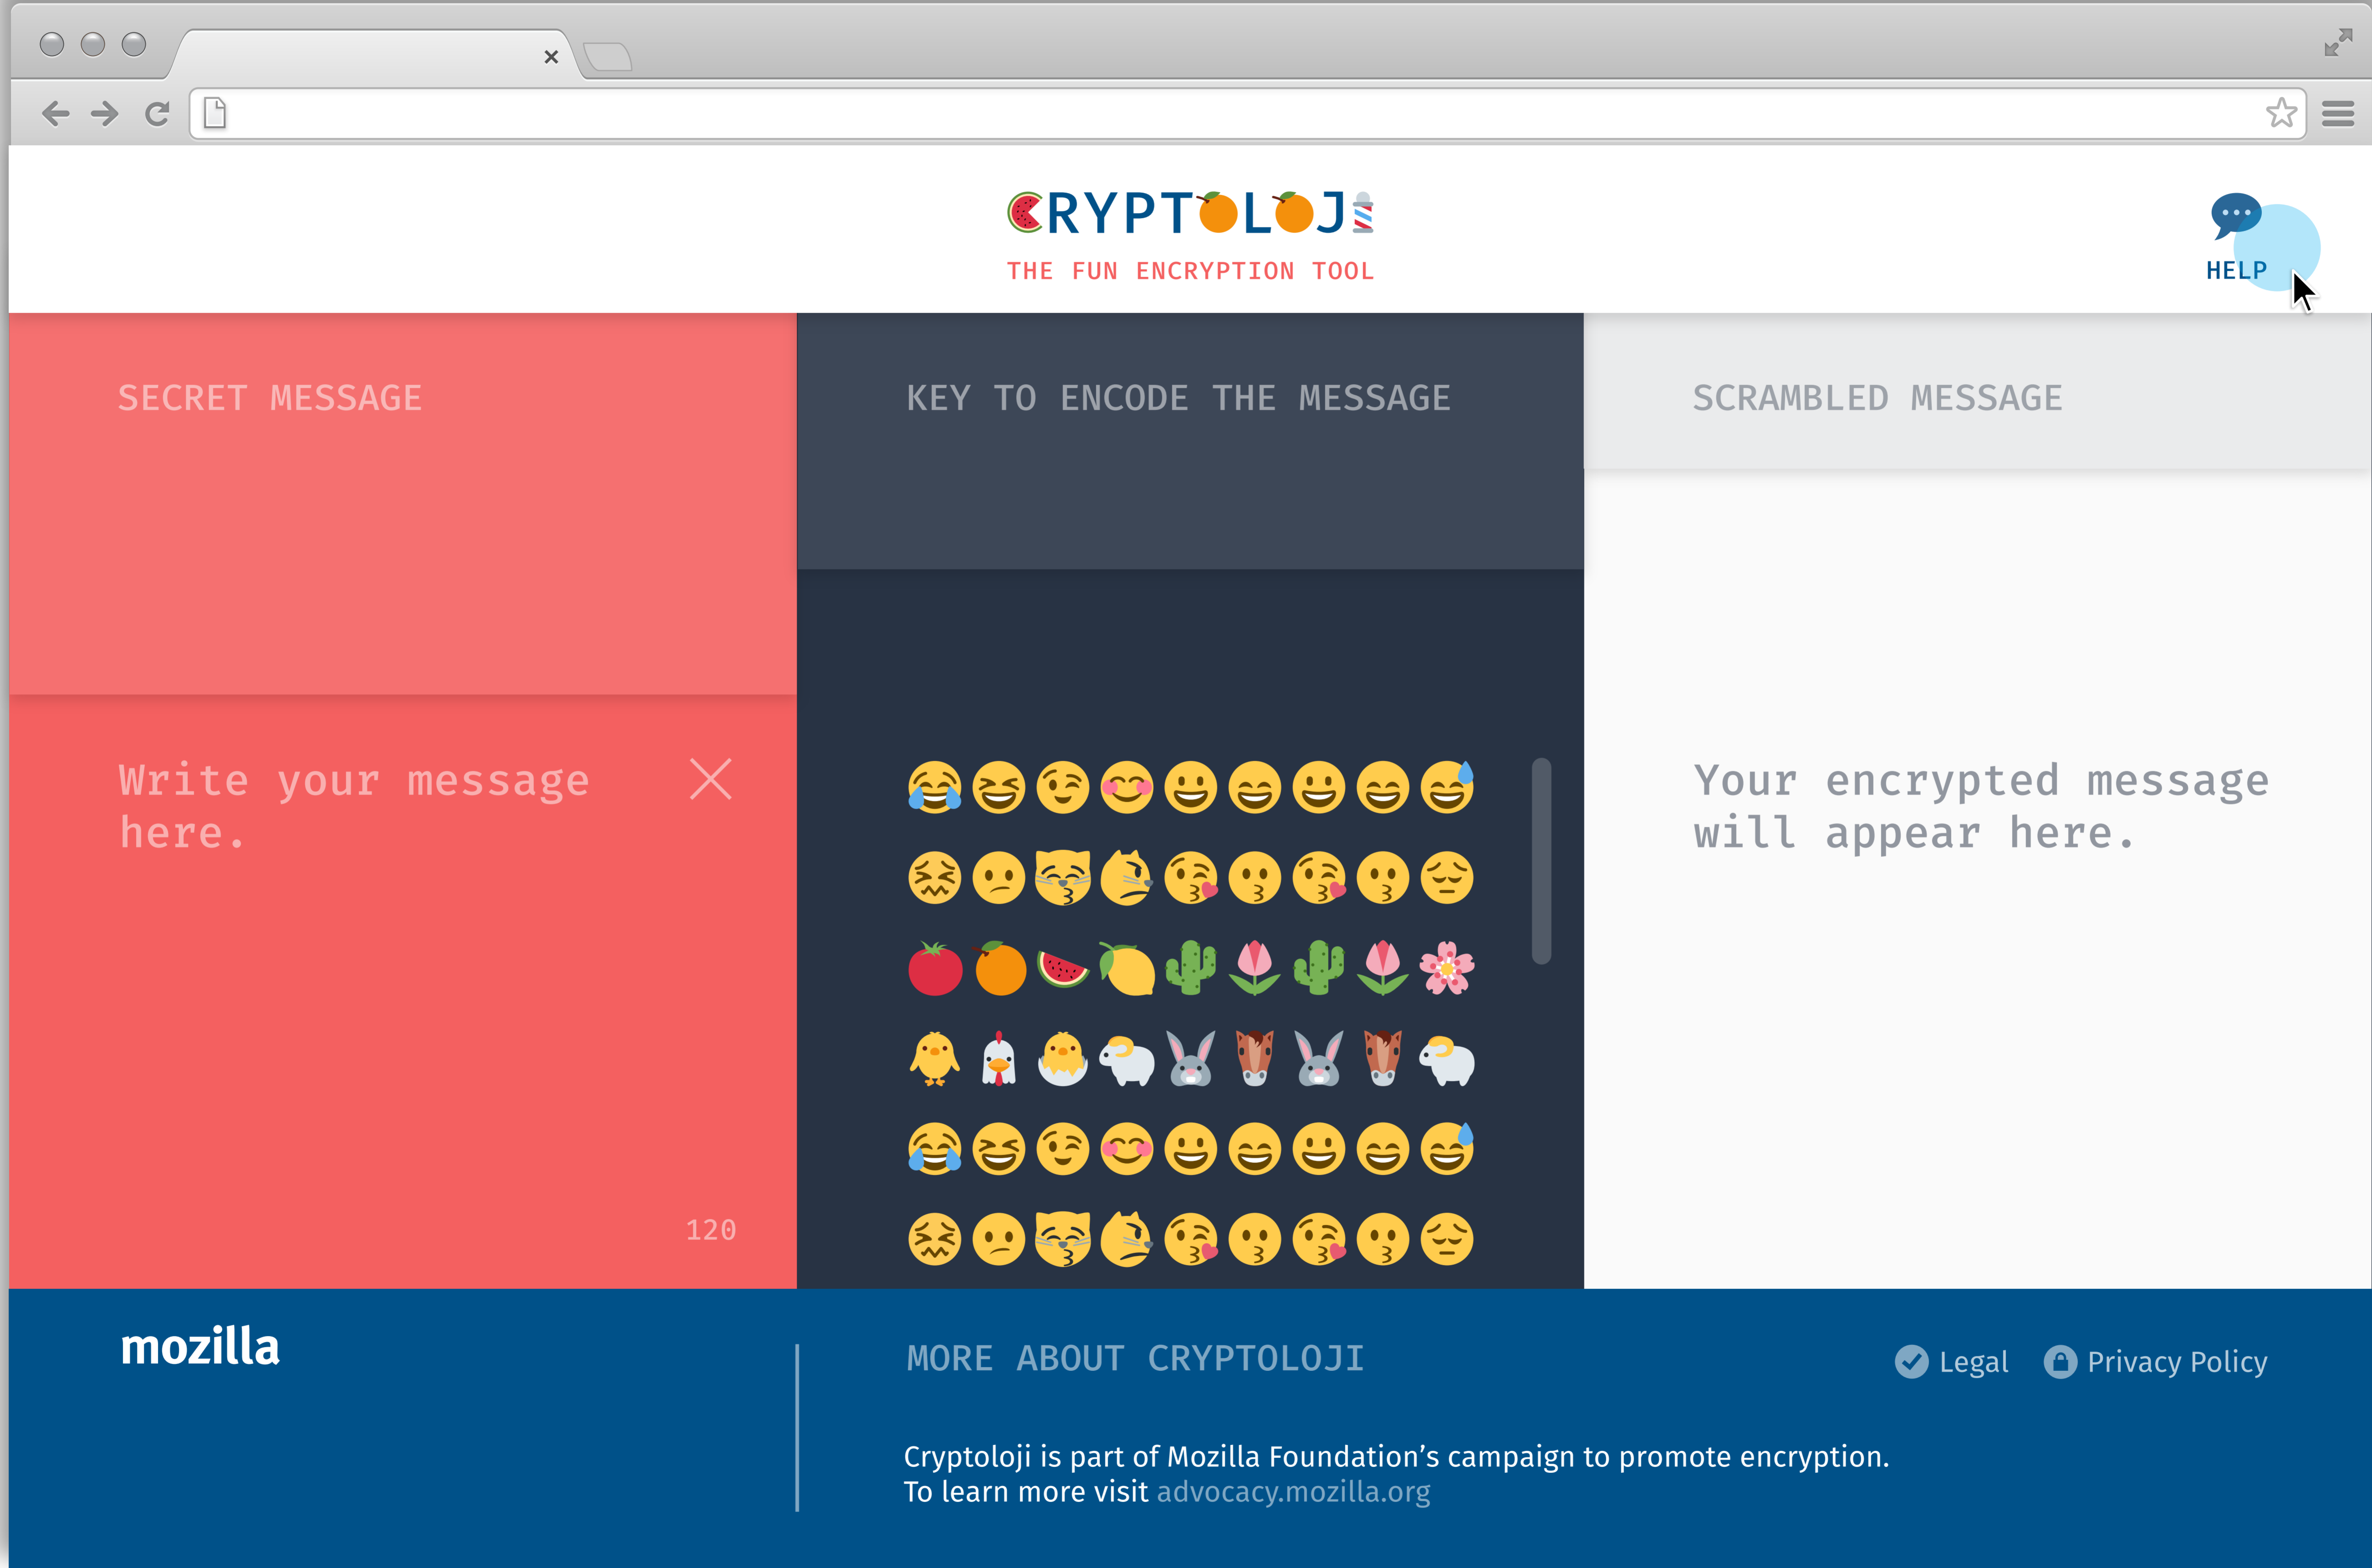 CRYPTOLOJI
THE FUN ENCRYPTION TOOL
HELP
SECRET MESSAGE
Write your message
here.
120
KEY TO ENCODE THE MESSAGE
SCRAMBLED MESSAGE
Your encrypted message
will appear here.
mozilla
MORE ABOUT CRYPTOLOJI
Cryptoloji is part of Mozilla Foundation’s campaign to promote encryption.
To learn more visit advocacy.mozilla.org
Legal
Privacy Policy